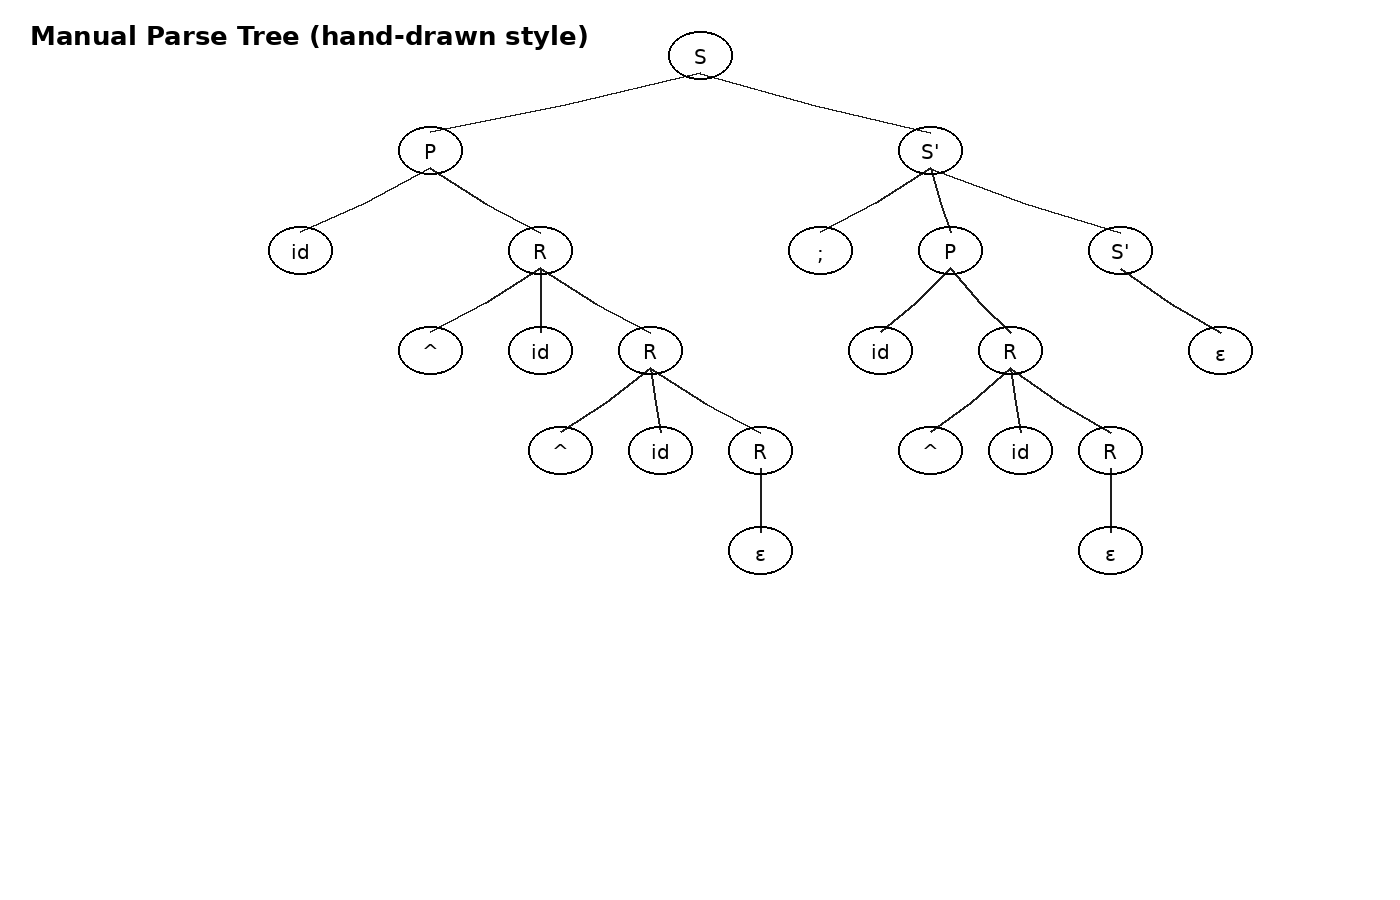 Manual Parse Tree (hand-drawn style)
S
P S'
id R ; P S'
^ id R id R ε
^ id R ^ id R
ε ε